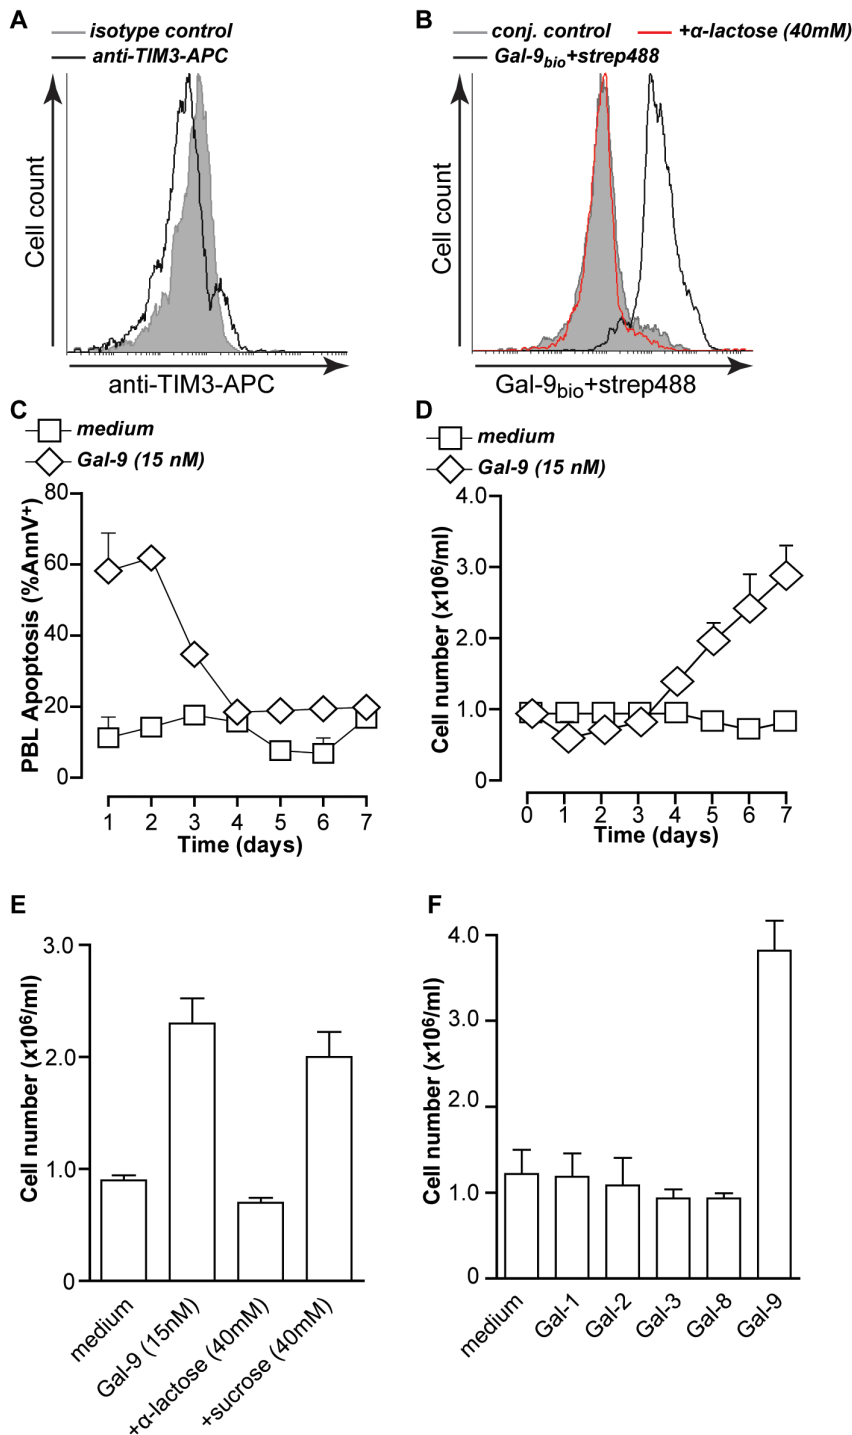 A
isotype control
anti-TIM3-APC
Cell count
anti-TIM3-APC
B
conj. control
+α-lactose (40mM)
Gal-9bio+strep488
Cell count
Gal-9bio+strep488
C
medium
Gal-9 (15 nM)
PBL Apoptosis (%AnnV+)
80
60
40
20
0
1 2 3 4 5 6 7
Time (days)
D
medium
Gal-9 (15 nM)
Cell number (x10⁶/ml)
4.0
3.0
2.0
1.0
0
0 1 2 3 4 5 6 7
Time (days)
E
Cell number (x10⁶/ml)
3.0
2.0
1.0
0
medium
Gal-9 (15nM)
+α-lactose (40mM)
+sucrose (40mM)
F
Cell number (x10⁶/ml)
4.0
3.0
2.0
1.0
0
medium
Gal-1
Gal-2
Gal-3
Gal-8
Gal-9